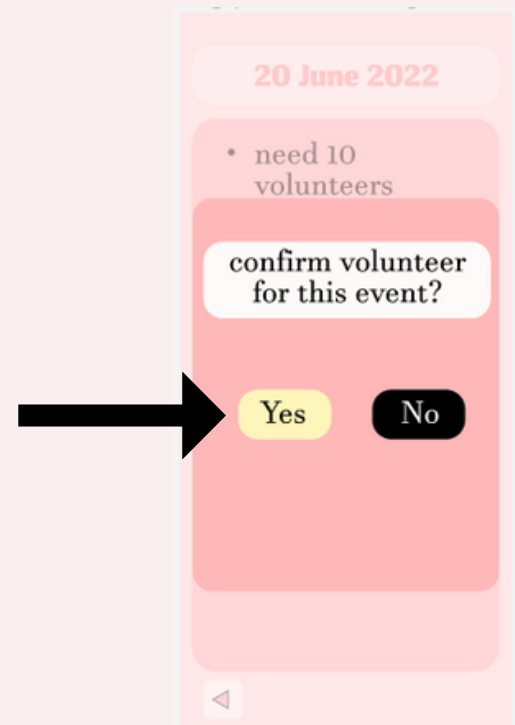 20 June 2022
• need 10
volunteers
confirm volunteer
for this event?
Yes No